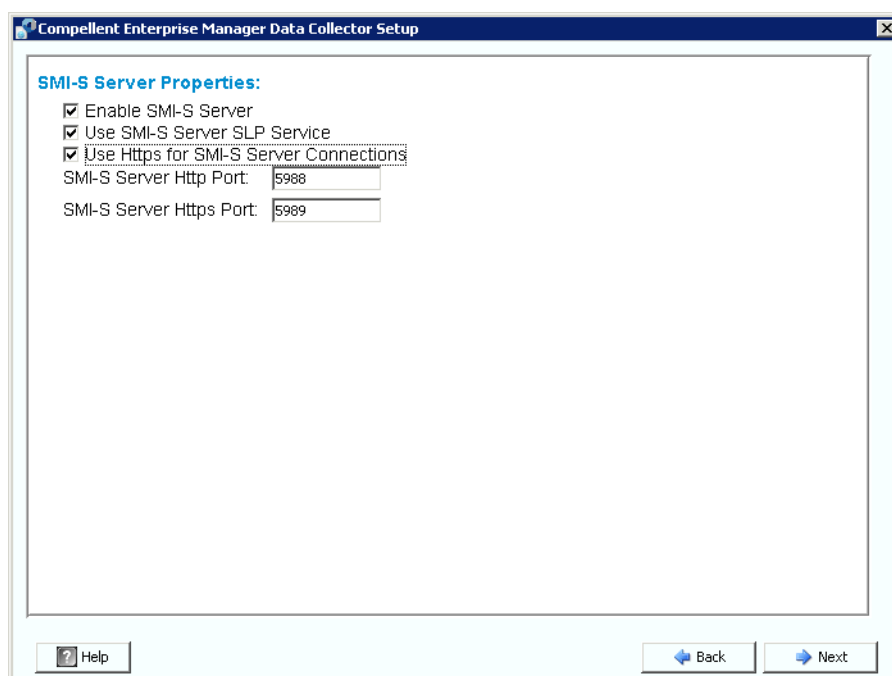 Compellent Enterprise Manager Data Collector Setup
SMI-S Server Properties:
Enable SMI-S Server
Use SMI-S Server SLP Service
Use Https for SMI-S Server Connections
SMI-S Server Http Port: 5988
SMI-S Server Https Port: 5989
Help Back Next